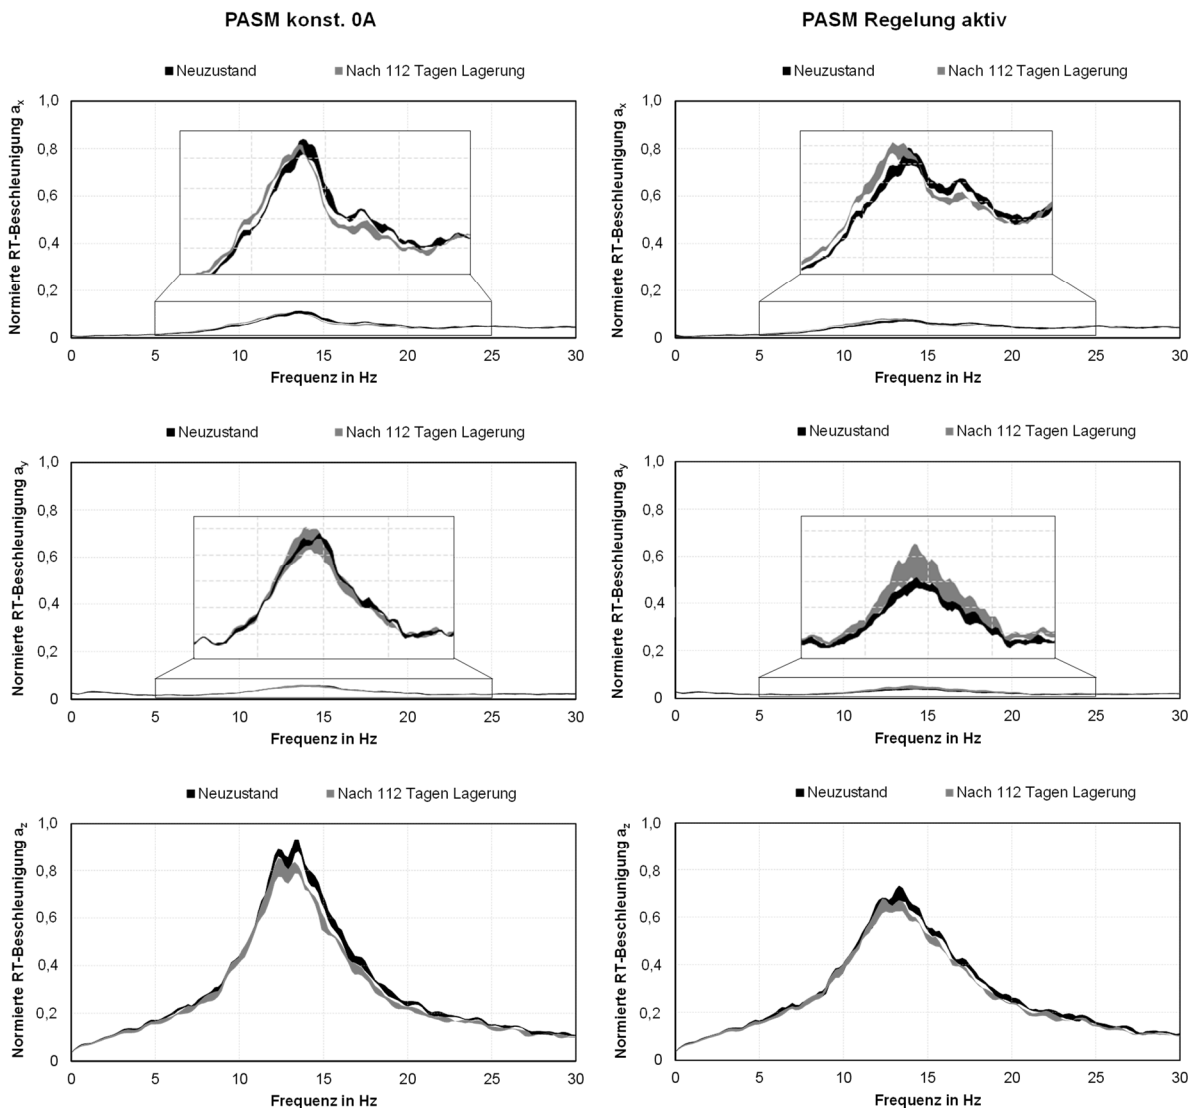 PASM konst. 0A
PASM Regelung aktiv
Neuzustand
Nach 112 Tagen Lagerung
Normierte RT-Beschleunigung ax
1,0
0,8
0,6
0,4
0,2
0
0 5 10 15 20 25 30
Frequenz in Hz
Neuzustand
Nach 112 Tagen Lagerung
Normierte RT-Beschleunigung ax
1,0
0,8
0,6
0,4
0,2
0
0 5 10 15 20 25 30
Frequenz in Hz
Neuzustand
Nach 112 Tagen Lagerung
Normierte RT-Beschleunigung ay
1,0
0,8
0,6
0,4
0,2
0
0 5 10 15 20 25 30
Frequenz in Hz
Neuzustand
Nach 112 Tagen Lagerung
Normierte RT-Beschleunigung ay
1,0
0,8
0,6
0,4
0,2
0
0 5 10 15 20 25 30
Frequenz in Hz
Neuzustand
Nach 112 Tagen Lagerung
Normierte RT-Beschleunigung az
1,0
0,8
0,6
0,4
0,2
0
0 5 10 15 20 25 30
Frequenz in Hz
Neuzustand
Nach 112 Tagen Lagerung
Normierte RT-Beschleunigung az
1,0
0,8
0,6
0,4
0,2
0
0 5 10 15 20 25 30
Frequenz in Hz